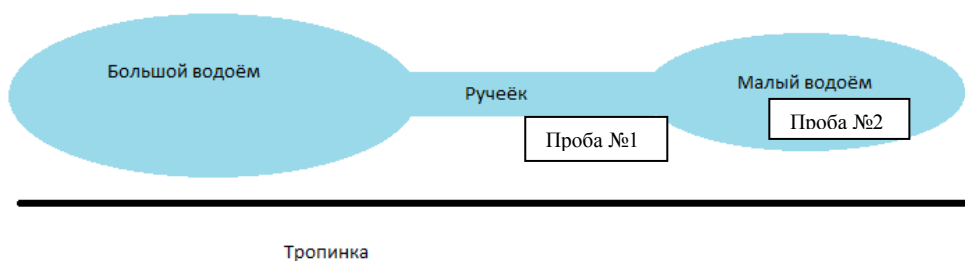 Большой водоём
Ручеёк
Малый водоём
Проба №1
Проба №2
Тропинка